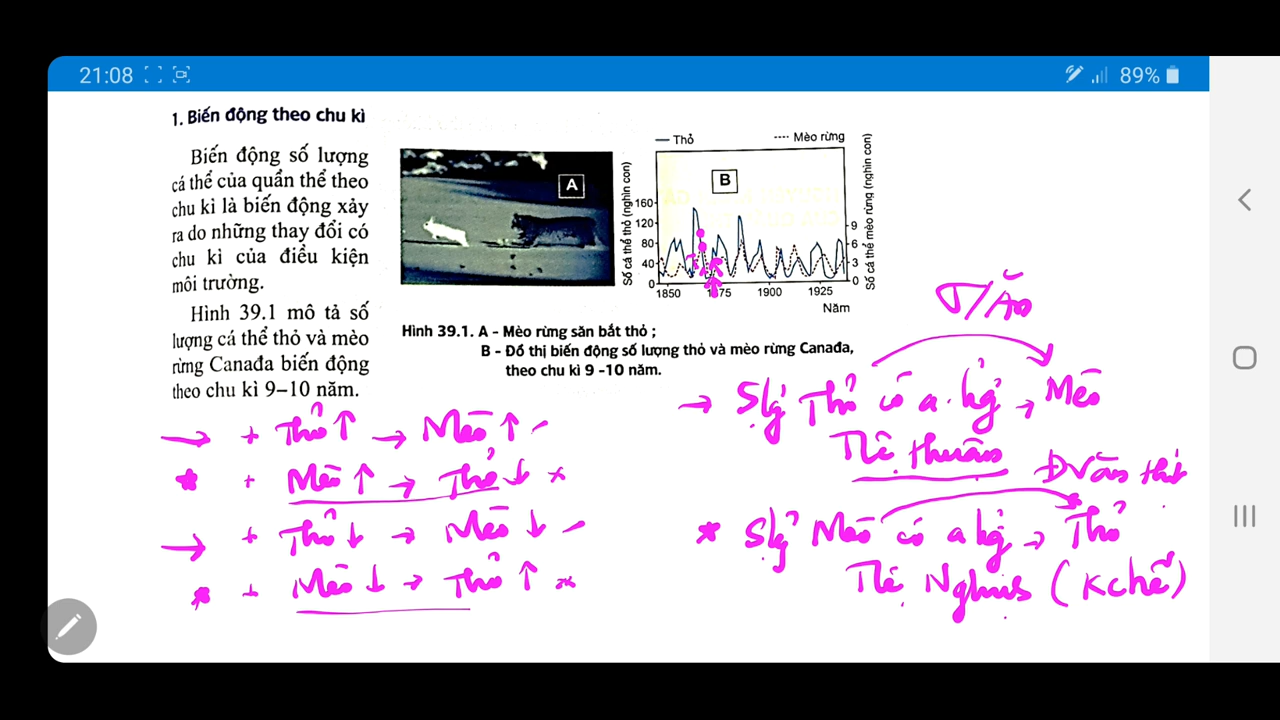 21:08
89%
1. Biến động theo chu kì
Biến động số lượng
cá thể của quần thể theo
chu kì là biến động xảy
ra do những thay đổi có
chu kì của điều kiện
môi trường.
Hình 39.1 mô tả số
lượng cá thể thỏ và mèo
rừng Canađa biến động
theo chu kì 9–10 năm.
A
Thỏ
Mèo rừng
B
Số cá thể thỏ (nghìn con)
160
120
80
40
0
Số cá thể mèo rừng (nghìn con)
9
6
3
0
1850
1900
1925
Năm
Hình 39.1. A - Mèo rừng săn bắt thỏ ;
B - Đồ thị biến động số lượng thỏ và mèo rừng Canađa,
theo chu kì 9 -10 năm.
→ + Thỏ ↑ → Mèo ↑
* + Mèo ↑ → Thỏ ↓ x
→ + Thỏ ↓ → Mèo ↓
* + Mèo ↓ → Thỏ ↑ x
T/Ăn
→ Slg Thỏ có a.hg → Mèo
Tlệ thuận
Đ Văn thịt
* Slg Mèo có a hg → Thỏ
Tlệ Nghịch (K chế)